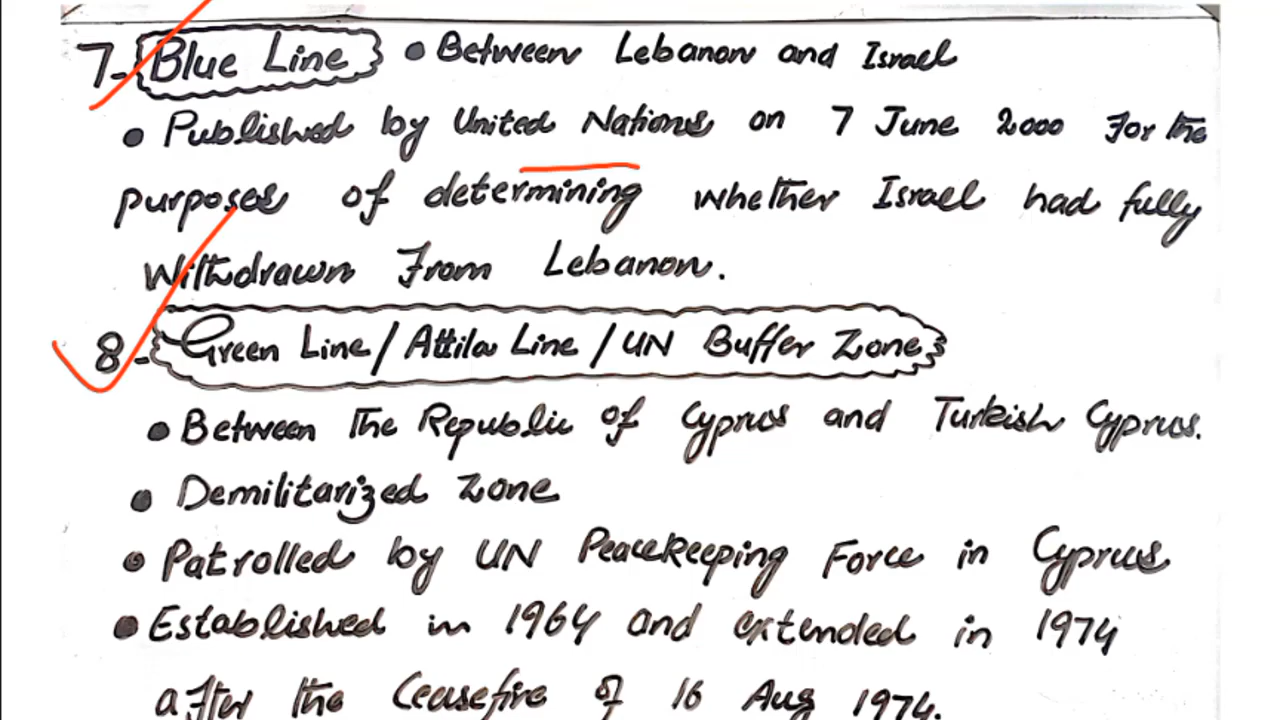 7- Blue Line • Between Lebanon and Israel
• Published by United Nations on 7 June 2000 For the
purposes of determining whether Israel had fully
Withdrawn From Lebanon.
8- Green Line/Attila Line/UN Buffer Zone
• Between The Republic of Cyprus and Turkish Cyprus.
• Demilitarized Zone
• Patrolled by UN Peacekeeping Force in Cyprus
• Established in 1964 and extended in 1974
after the Ceasefire of 16 Aug 1974.